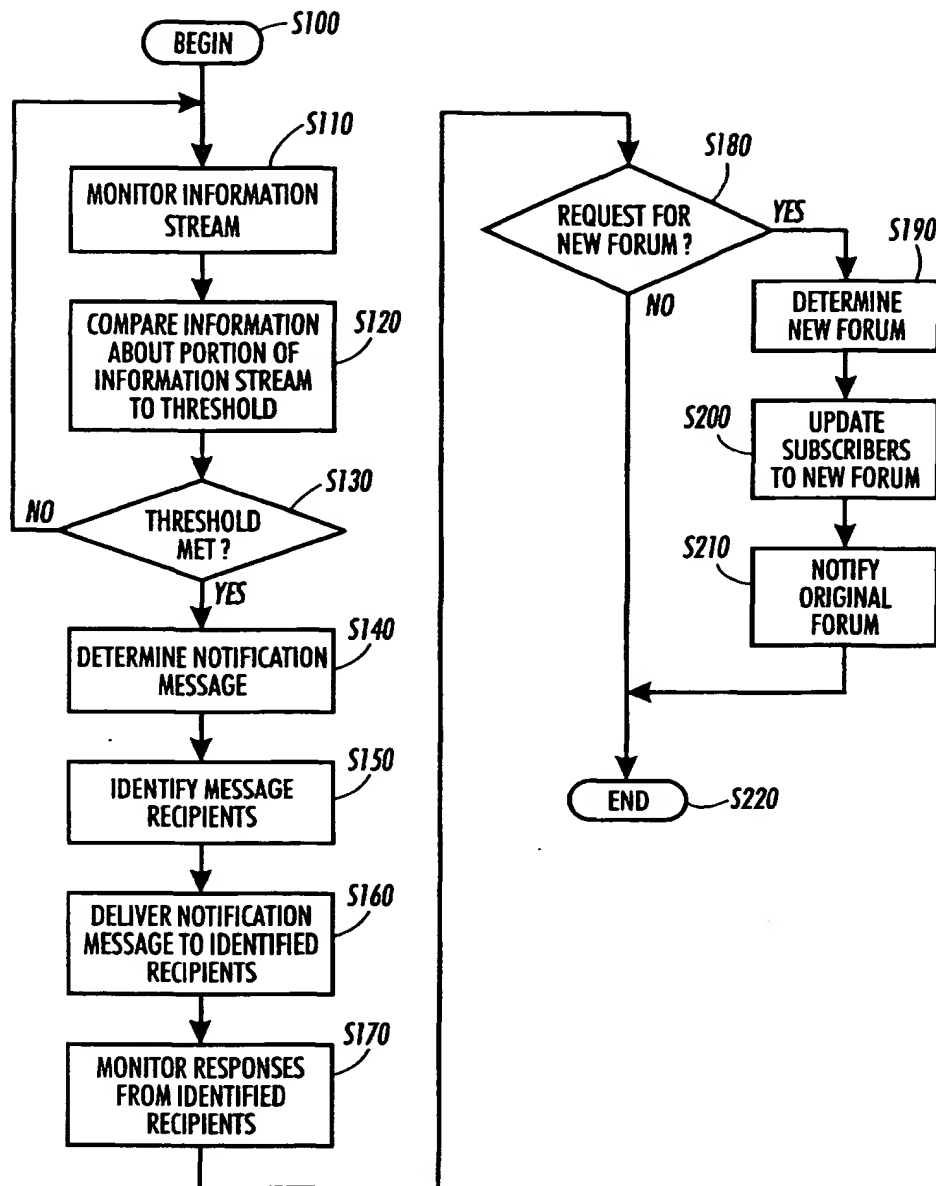 BEGIN
S100
S110
MONITOR INFORMATION
STREAM
S120
COMPARE INFORMATION
ABOUT PORTION OF
INFORMATION STREAM
TO THRESHOLD
S130
NO
THRESHOLD
MET ?
YES
S140
DETERMINE NOTIFICATION
MESSAGE
S150
IDENTIFY MESSAGE
RECIPIENTS
S160
DELIVER NOTIFICATION
MESSAGE TO IDENTIFIED
RECIPIENTS
S170
MONITOR RESPONSES
FROM IDENTIFIED
RECIPIENTS
S180
REQUEST FOR
NEW FORUM ?
YES
NO
S190
DETERMINE
NEW FORUM
S200
UPDATE
SUBSCRIBERS
TO NEW FORUM
S210
NOTIFY
ORIGINAL
FORUM
END
S220